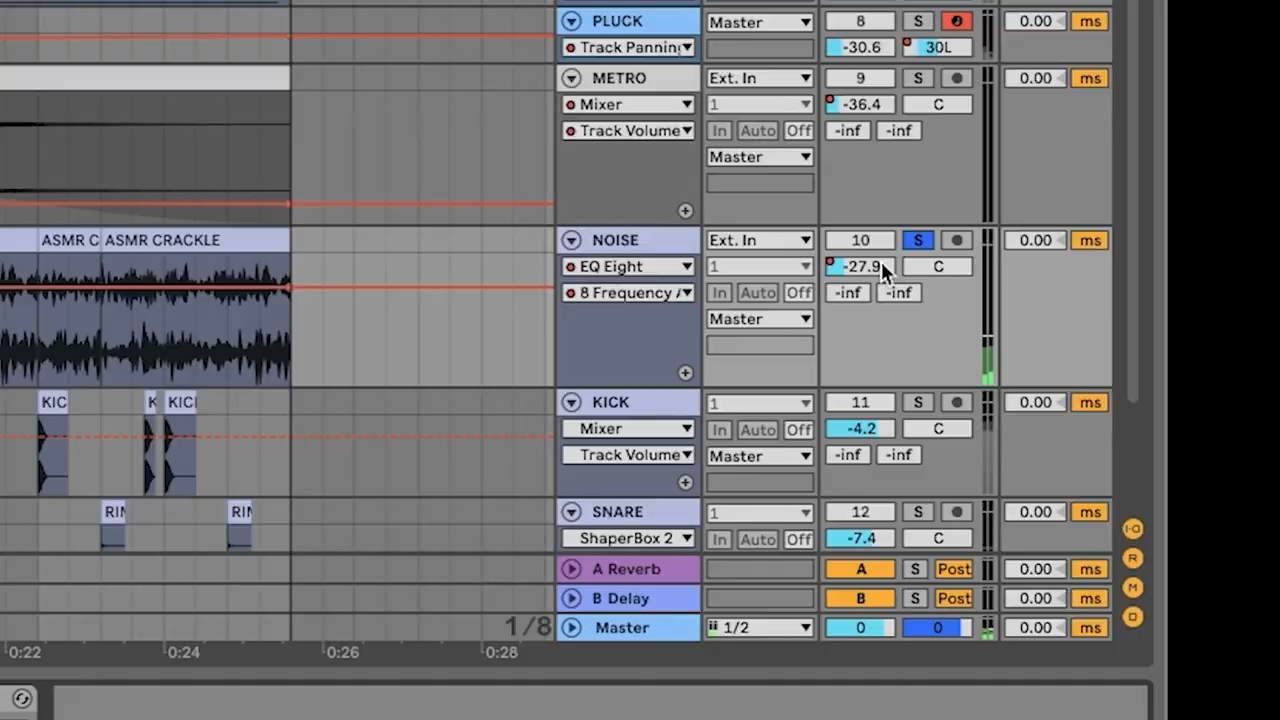 PLUCK Master 8 S 0.00 ms
Track Panning -30.6 30L
METRO Ext. In 9 S 0.00 ms
Mixer 1 -36.4 C
Track Volume In Auto Off -inf -inf
Master
ASMR C ASMR CRACKLE NOISE Ext. In 10 S 0.00 ms
EQ Eight 1 -27.9 C
8 Frequency A In Auto Off -inf -inf
Master
KIC K KICI KICK 1 11 S 0.00 ms
Mixer In Auto Off -4.2 C
Track Volume Master -inf -inf
RIN RIN SNARE 1 12 S 0.00 ms
ShaperBox 2 In Auto Off -7.4 C
A Reverb A S Post 0.00 ms
B Delay B S Post 0.00 ms
1/8 Master 1/2 0 0 0.00 ms
0:22 0:24 0:26 0:28
I-O
R
M
D